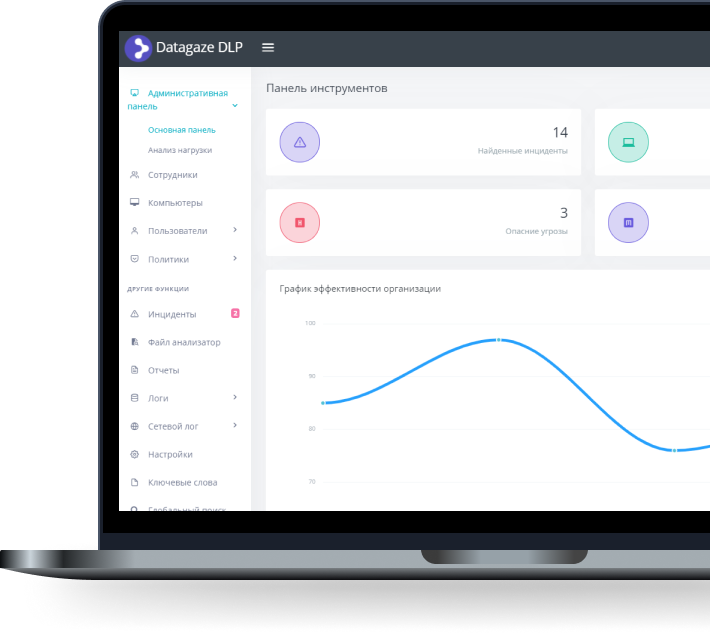 Datagaze DLP
Административная
панель
Основная панель
Анализ нагрузки
Сотрудники
Компьютеры
Пользователи
Политики
ДРУГИЕ ФУНКЦИИ
Инциденты
2
Файл анализатор
Отчеты
Логи
Сетевой лог
Настройки
Ключевые слова
Глобальный поиск
Панель инструментов
14
Найденные инциденты
3
Опасние угрозы
График эффективности организации
100
90
80
70